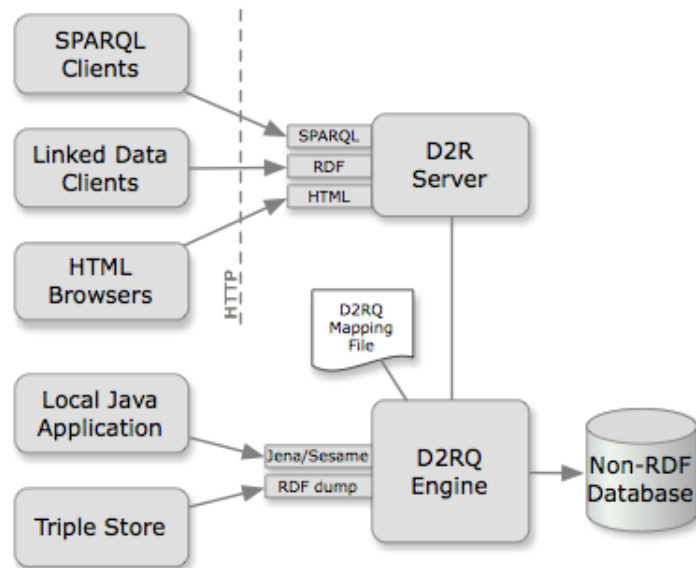 SPARQL
Clients
Linked Data
Clients
HTML
Browsers
HTTP
SPARQL
RDF
HTML
D2R
Server
D2RQ
Mapping
File
Local Java
Application
Triple Store
Jena/Sesame
RDF dump
D2RQ
Engine
Non-RDF
Database